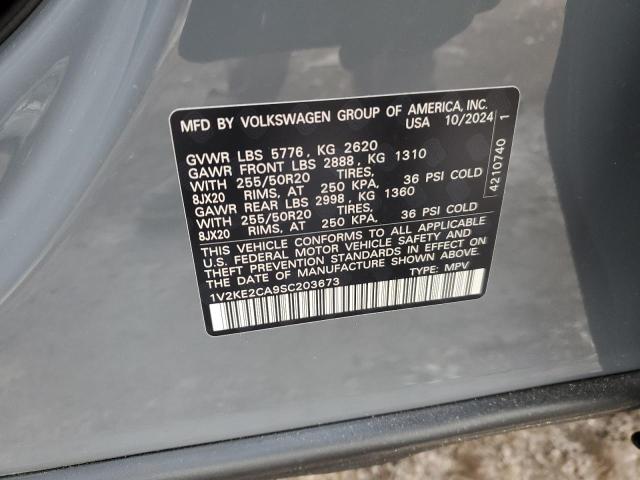 MFD BY VOLKSWAGEN GROUP OF AMERICA, INC.
USA 10/2024
GVWR LBS 5776, KG 2620
GAWR FRONT LBS 2888, KG 1310
WITH 255/50R20 TIRES,
8JX20 RIMS, AT 250 KPA, 36 PSI COLD
GAWR REAR LBS 2998, KG 1360
WITH 255/50R20 TIRES,
8JX20 RIMS, AT 250 KPA, 36 PSI COLD
THIS VEHICLE CONFORMS TO ALL APPLICABLE
U.S. FEDERAL MOTOR VEHICLE SAFETY AND
THEFT PREVENTION STANDARDS IN EFFECT ON
THE DATE OF MANUFACTURE SHOWN ABOVE.
1V2KE2CA9SC203673 TYPE: MPV
4210740 1